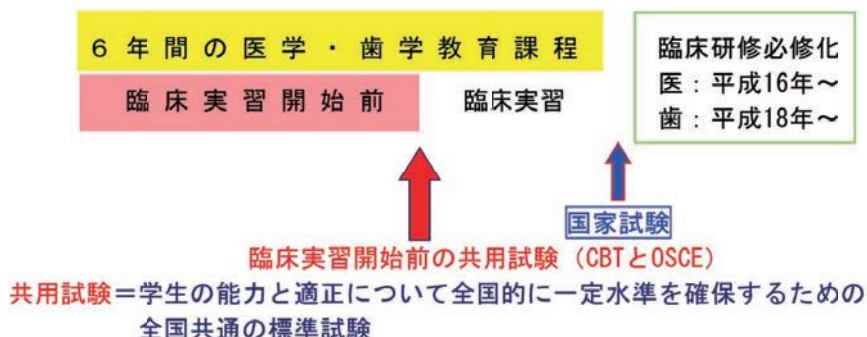 6年間の医学・歯学教育課程
臨床実習開始前
臨床実習
臨床研修必修化
医：平成16年～
歯：平成18年～
国家試験
臨床実習開始前の共用試験（CBTとOSCE）
共用試験＝学生の能力と適正について全国的に一定水準を確保するための
全国共通の標準試験